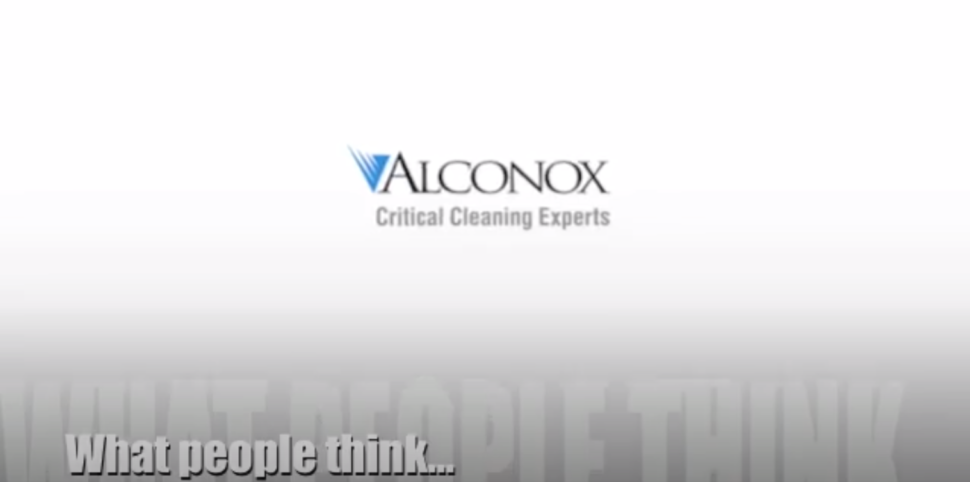 ALCONOX
Critical Cleaning Experts
WHAT PEOPLE THINK
What people think...